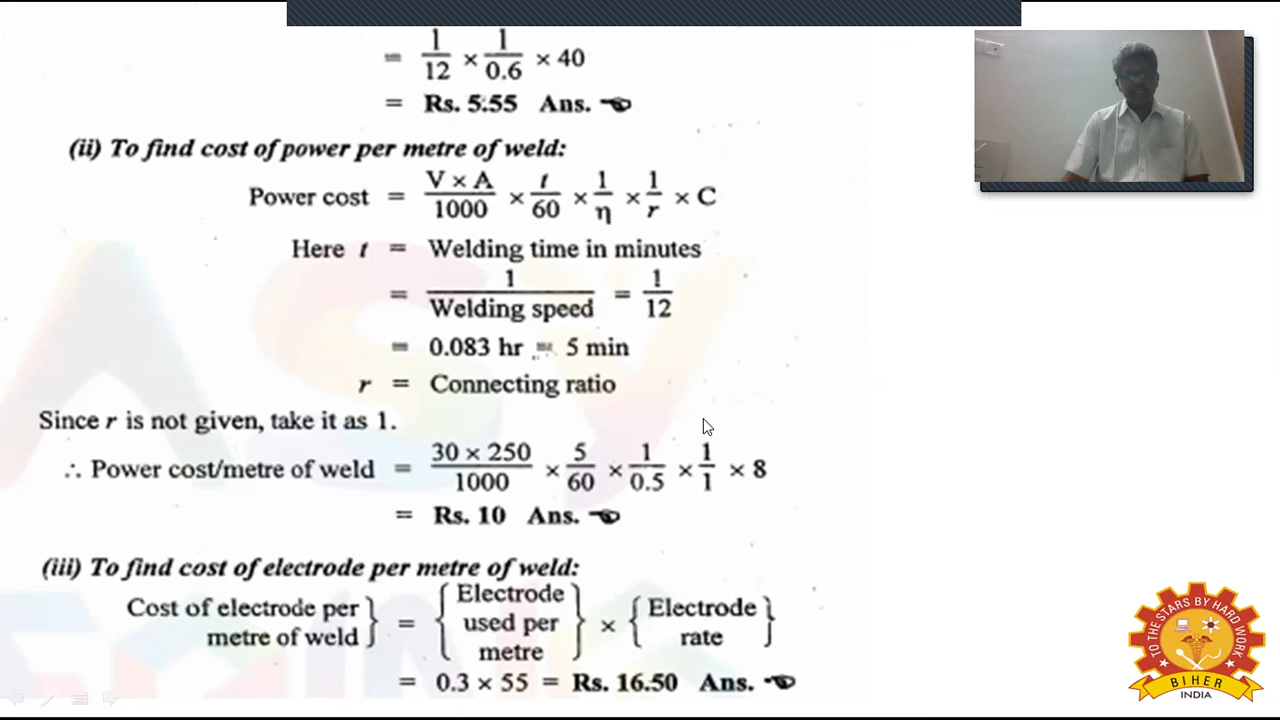 = 1/12 × 1/0.6 × 40
= Rs. 5.55 Ans.
(ii) To find cost of power per metre of weld:
Power cost = V × A/1000 × t/60 × 1/η × 1/r × C
Here t = Welding time in minutes
= 1/Welding speed = 1/12
= 0.083 hr = 5 min
r = Connecting ratio
Since r is not given, take it as 1.
∴ Power cost/metre of weld = 30 × 250/1000 × 5/60 × 1/0.5 × 1/1 × 8
= Rs. 10 Ans.
(iii) To find cost of electrode per metre of weld:
Cost of electrode per metre of weld } = { Electrode used per metre } × { Electrode rate }
= 0.3 × 55 = Rs. 16.50 Ans.
TO THE STARS BY HARD WORK
BIHER
INDIA